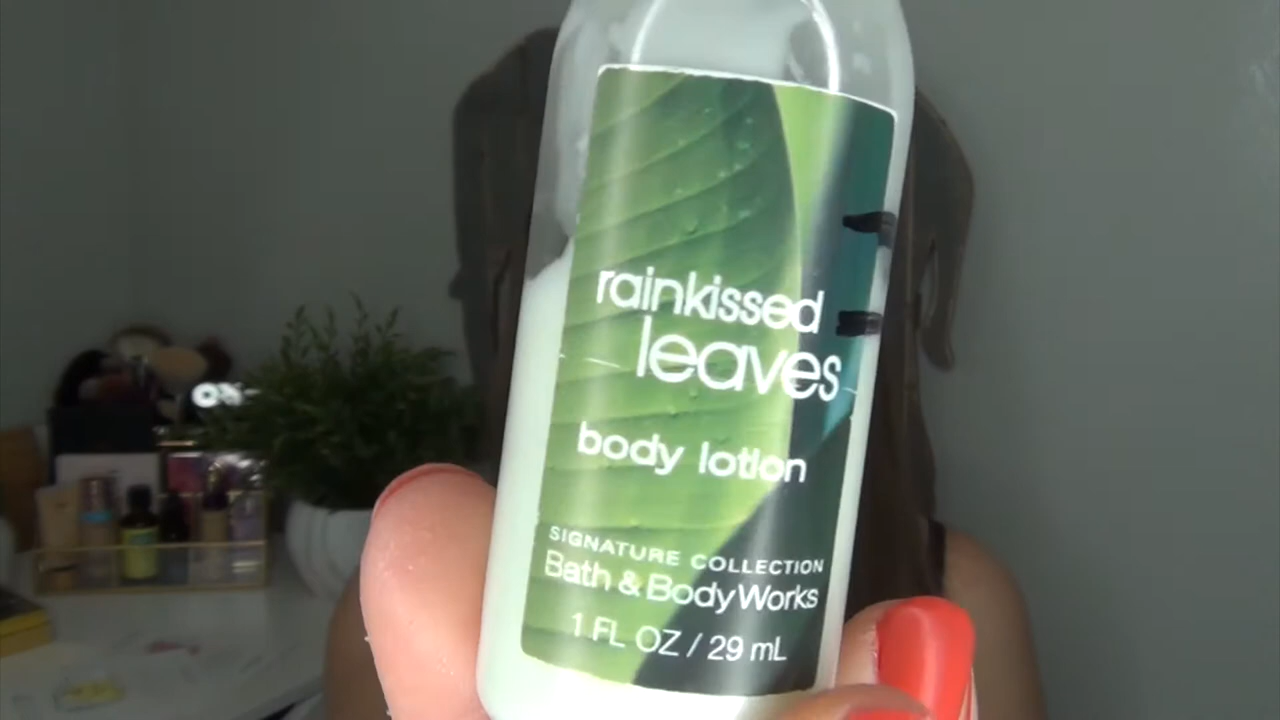 rainkissed
leaves
body lotion
SIGNATURE COLLECTION
Bath & Body Works
1 FL OZ / 29 mL